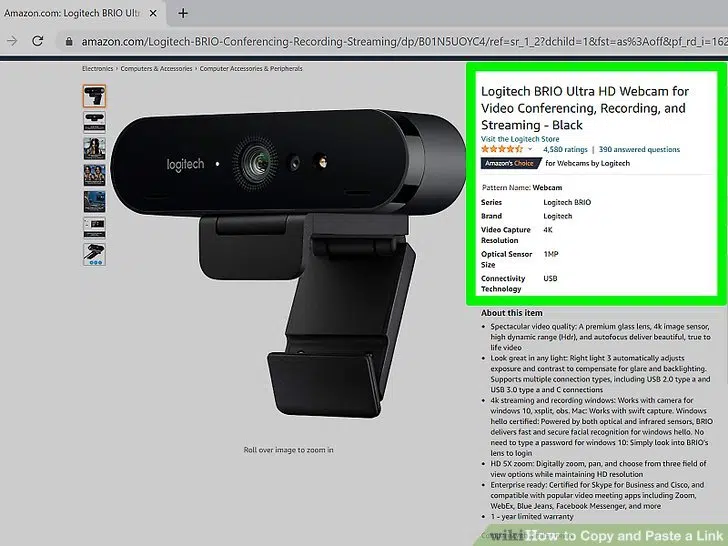 Amazon.com: Logitech BRIO Ult
amazon.com/Logitech-BRIO-Conferencing-Recording-Streaming/dp/B01N5UOYC4/ref=sr_1_2?dchild=1&fst=as%3Aoff&pf_rd_i=162
Electronics › Computers & Accessories › Computer Accessories & Peripherals
Logitech BRIO Ultra HD Webcam for
Video Conferencing, Recording, and
Streaming - Black
Visit the Logitech Store
4,580 ratings | 390 answered questions
Amazon's Choice for Webcams by Logitech
Pattern Name: Webcam
Series Logitech BRIO
Brand Logitech
Video Capture 4K
Resolution
Optical Sensor 1MP
Size
Connectivity USB
Technology
logitech
Roll over image to zoom in
About this item
• Spectacular video quality: A premium glass lens, 4k image sensor,
high dynamic range (Hdr), and autofocus deliver beautiful, true to
life video
• Look great in any light: Right light 3 automatically adjusts
exposure and contrast to compensate for glare and backlighting.
Supports multiple connection types, including USB 2.0 type a and
USB 3.0 type a and C connections
• 4k streaming and recording windows: Works with camera for
windows 10, xsplit, obs. Mac: Works with swift capture. Windows
hello certified: Powered by both optical and infrared sensors, BRIO
delivers fast and secure facial recognition for windows hello. No
need to type a password for windows 10: Simply look into BRIO's
lens to login
• HD 5X zoom: Digitally zoom, pan, and choose from three field of
view options while maintaining HD resolution
• Enterprise ready: Certified for Skype for Business and Cisco, and
compatible with popular video meeting apps including Zoom,
WebEx, Blue Jeans, Facebook Messenger, and more
• 1 – year limited warranty
wikiHow to Copy and Paste a Link